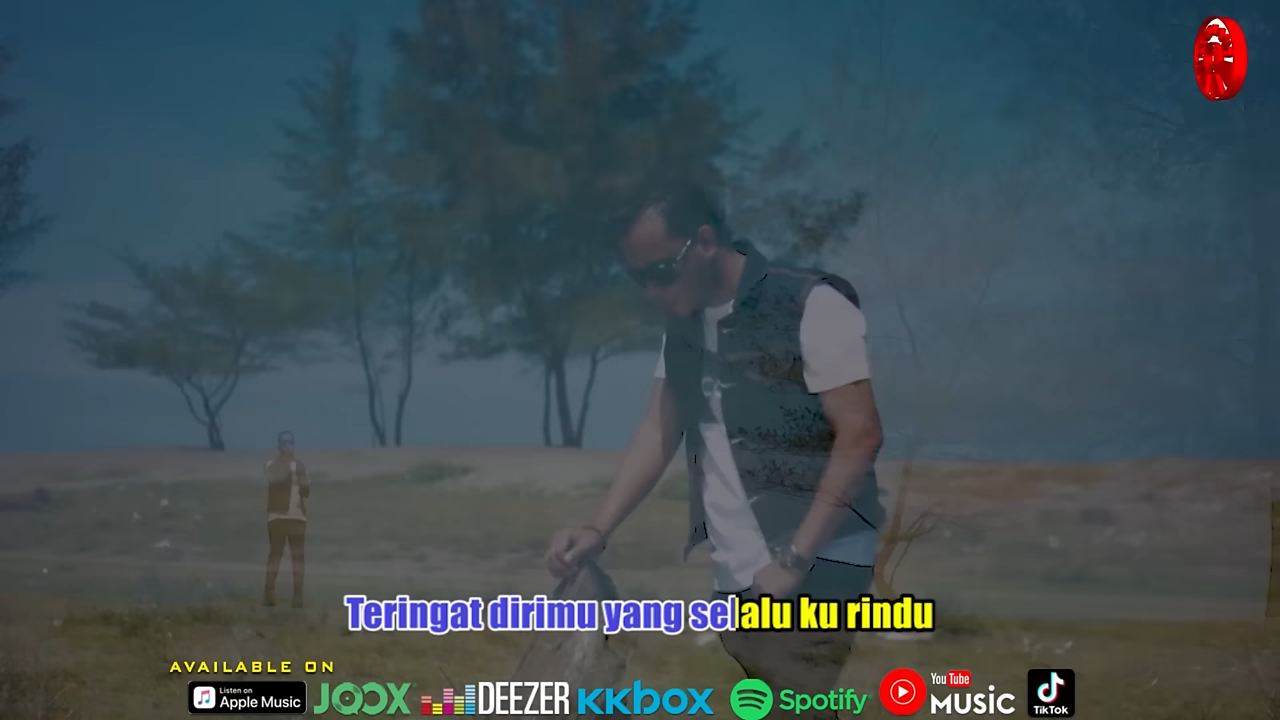 Teringat dirimu yang selalu ku rindu
AVAILABLE ON
Listen on
Apple Music
JOOX
DEEZER
KKBOX
Spotify
YouTube
MUSIC
TikTok